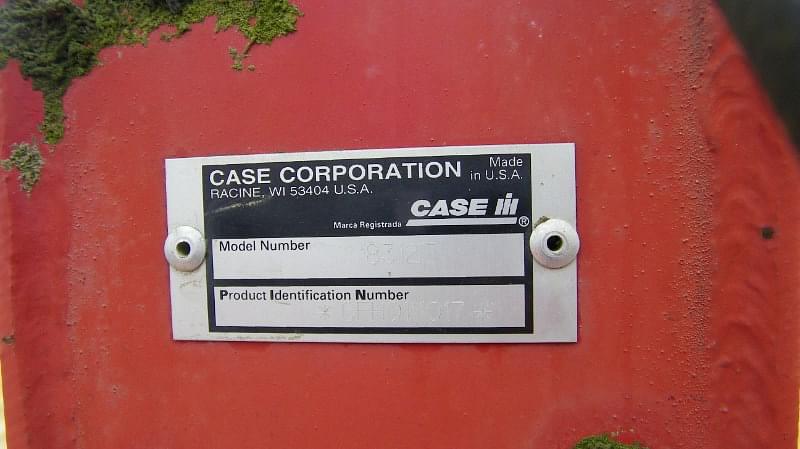 CASE CORPORATION
Made
in U.S.A.
RACINE, WI 53404 U.S.A.
Marca Registrada
CASE IH
®
Model Number
Product Identification Number